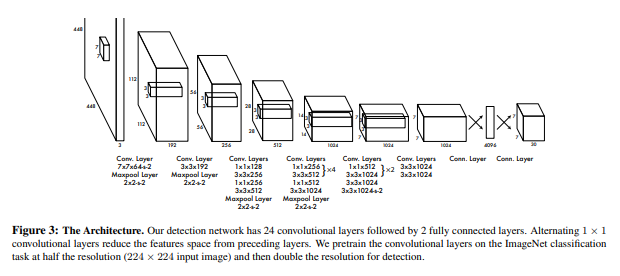 448
7
7
448
3
112
3
3
112
192
56
3
3
56
256
28
3
3
28
512
14
3
3
14
1024
7
3
3
7
1024
7
7
1024
4096
7
7
30
Conv. Layer
7x7x64-s-2
Maxpool Layer
2x2-s-2
Conv. Layer
3x3x192
Maxpool Layer
2x2-s-2
Conv. Layers
1x1x128
3x3x256
1x1x256
3x3x512
Maxpool Layer
2x2-s-2
Conv. Layers
1x1x256
3x3x512
}×4
1x1x512
3x3x1024
Maxpool Layer
2x2-s-2
Conv. Layers
1x1x512
3x3x1024
}×2
3x3x1024
3x3x1024-s-2
Conv. Layers
3x3x1024
3x3x1024
Conn. Layer
Conn. Layer
Figure 3: The Architecture. Our detection network has 24 convolutional layers followed by 2 fully connected layers. Alternating 1 × 1
convolutional layers reduce the features space from preceding layers. We pretrain the convolutional layers on the ImageNet classification
task at half the resolution (224 × 224 input image) and then double the resolution for detection.